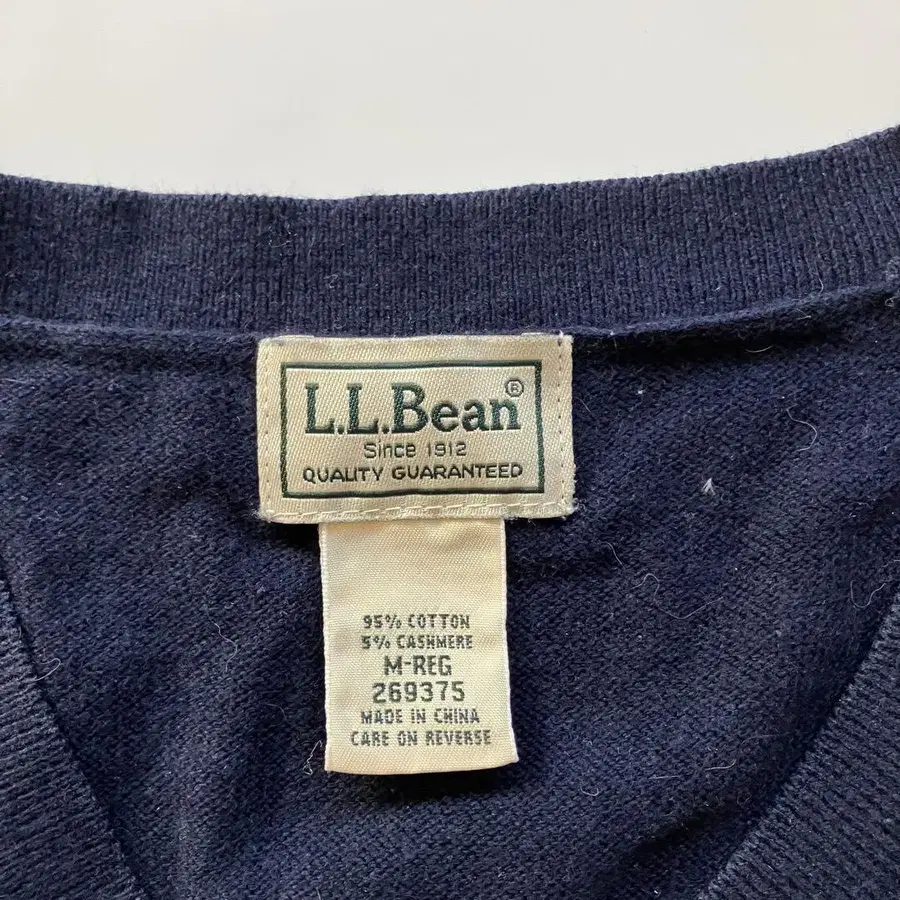 L.L.Bean®
Since 1912
QUALITY GUARANTEED
95% COTTON
5% CASHMERE
M-REG
269375
MADE IN CHINA
CARE ON REVERSE